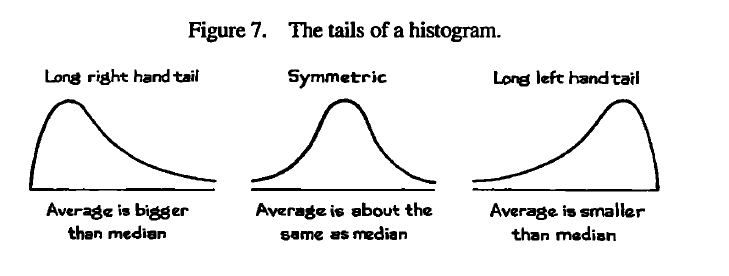 Figure 7. The tails of a histogram.
Long right hand tail
Symmetric
Long left hand tail
Average is bigger
than median
Average is about the
same as median
Average is smaller
than median